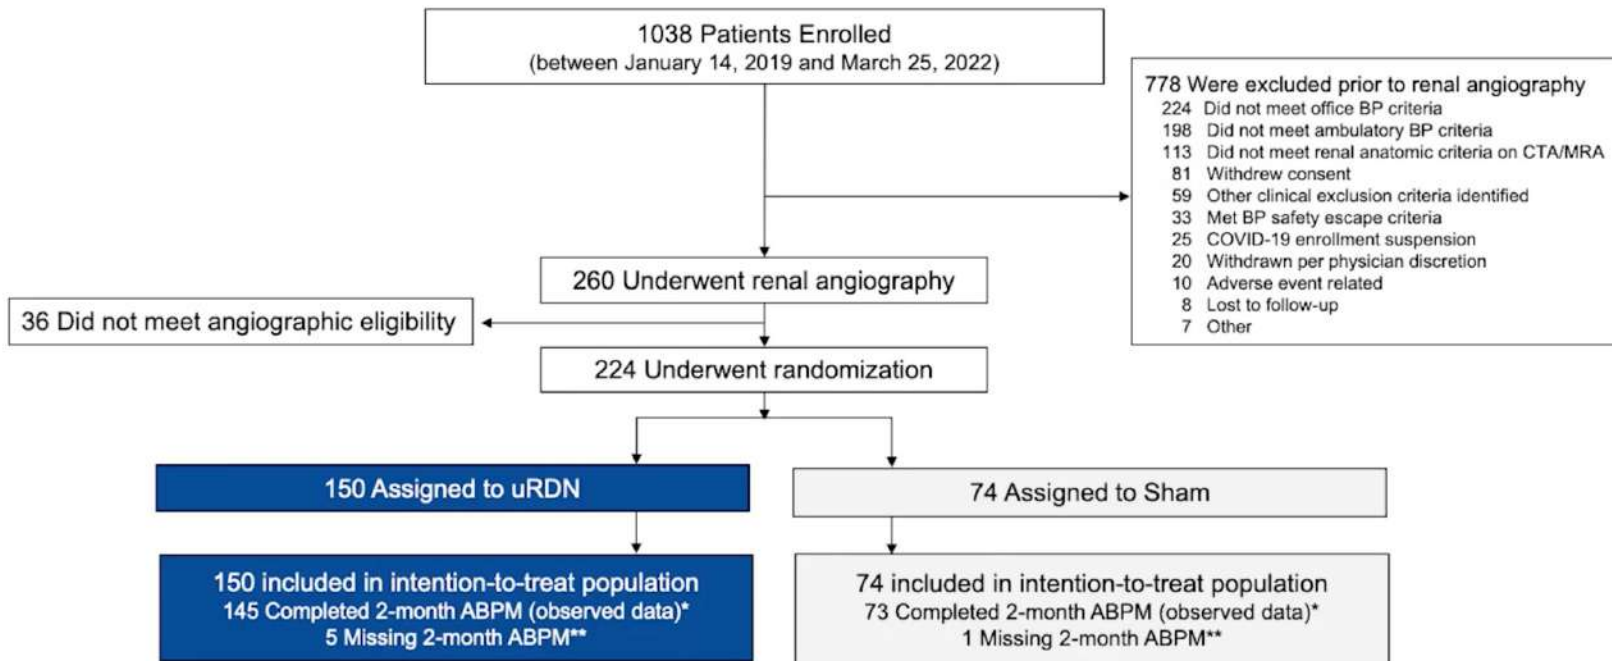 1038 Patients Enrolled
(between January 14, 2019 and March 25, 2022)
778 Were excluded prior to renal angiography
224 Did not meet office BP criteria
198 Did not meet ambulatory BP criteria
113 Did not meet renal anatomic criteria on CTA/MRA
81 Withdrew consent
59 Other clinical exclusion criteria identified
33 Met BP safety escape criteria
25 COVID-19 enrollment suspension
20 Withdrawn per physician discretion
10 Adverse event related
8 Lost to follow-up
7 Other
260 Underwent renal angiography
36 Did not meet angiographic eligibility
224 Underwent randomization
150 Assigned to uRDN
74 Assigned to Sham
150 included in intention-to-treat population
145 Completed 2-month ABPM (observed data)*
5 Missing 2-month ABPM**
74 included in intention-to-treat population
73 Completed 2-month ABPM (observed data)*
1 Missing 2-month ABPM**